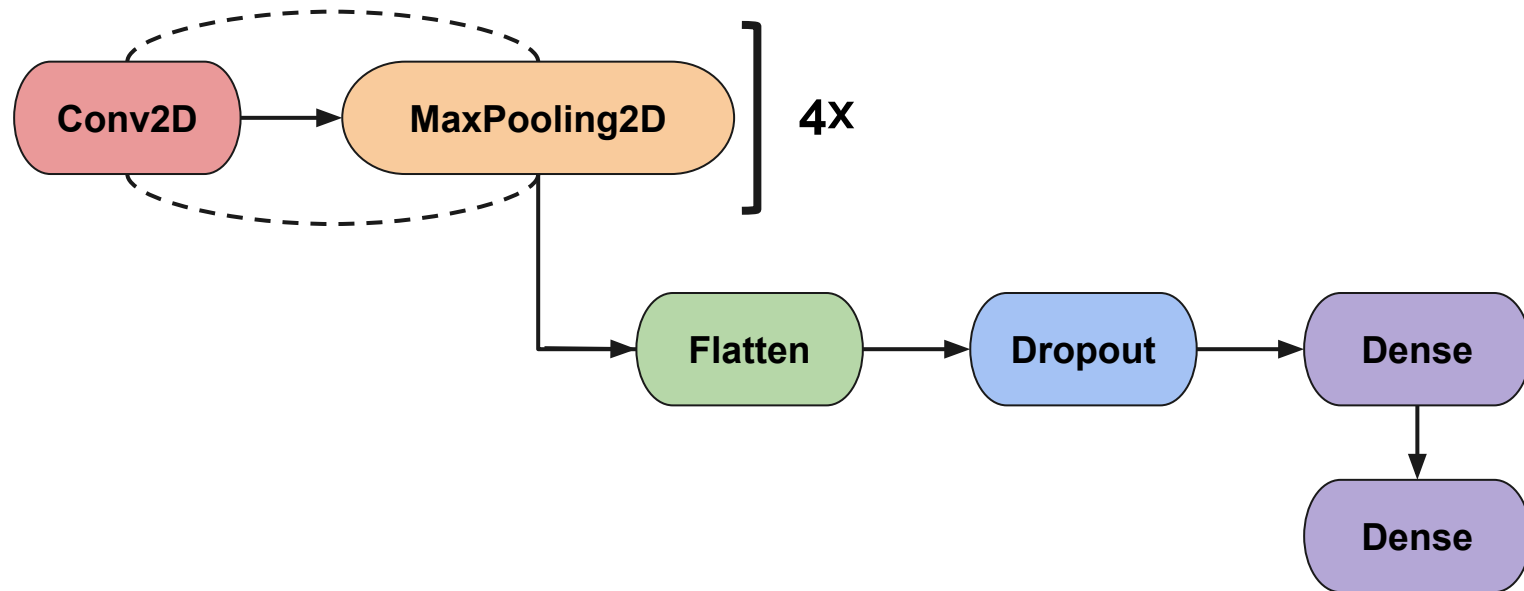 Conv2D
MaxPooling2D
4x
Flatten
Dropout
Dense
Dense